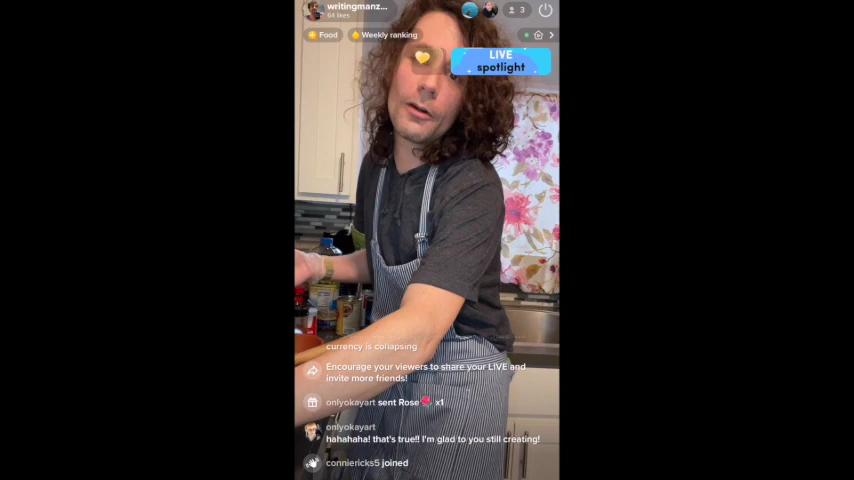 writingmanz...
64 likes
3
Food
Weekly ranking
LIVE
spotlight
currency is collapsing
Encourage your viewers to share your LIVE and
invite more friends!
onlyokayart sent Rose x1
onlyokayart
hahahaha! that's true!! I'm glad to you still creating!
conniericks5 joined